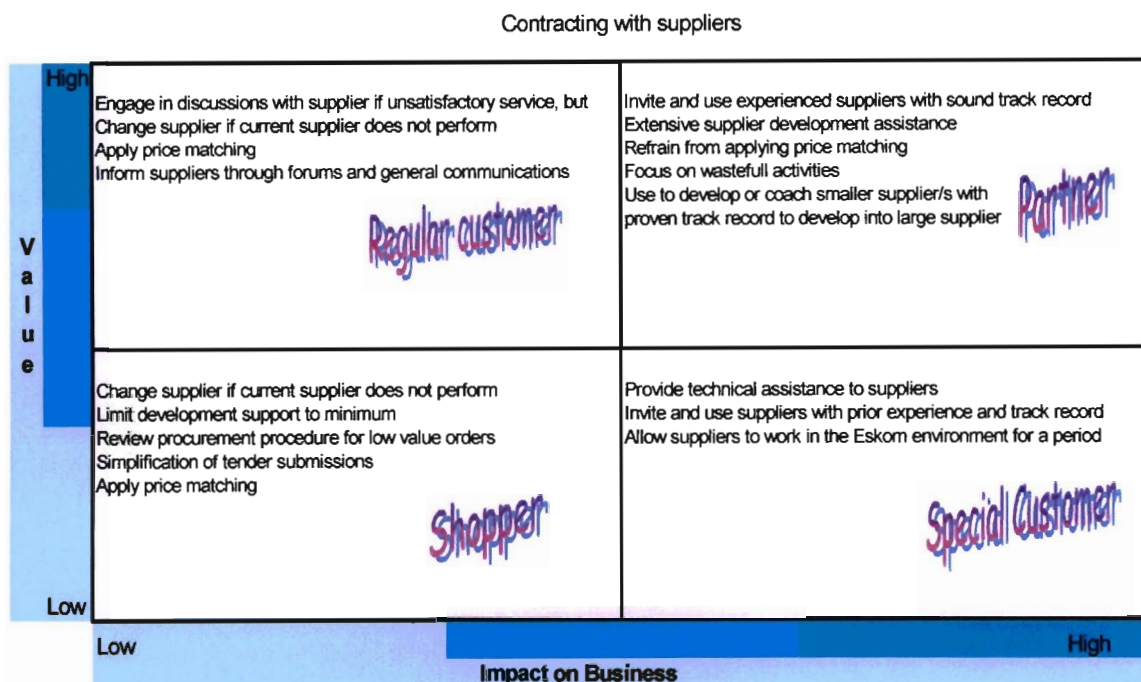 Contracting with suppliers
High
Engage in discussions with supplier if unsatisfactory service, but
Change supplier if current supplier does not perform
Apply price matching
Inform suppliers through forums and general communications
Regular customer
Invite and use experienced suppliers with sound track record
Extensive supplier development assistance
Refrain from applying price matching
Focus on wastefull activities
Use to develop or coach smaller supplier/s with
proven track record to develop into large supplier
Partner
Value
Change supplier if current supplier does not perform
Limit development support to minimum
Review procurement procedure for low value orders
Simplification of tender submissions
Apply price matching
Shopper
Provide technical assistance to suppliers
Invite and use suppliers with prior experience and track record
Allow suppliers to work in the Eskom environment for a period
Special Customer
Low
Low
High
Impact on Business